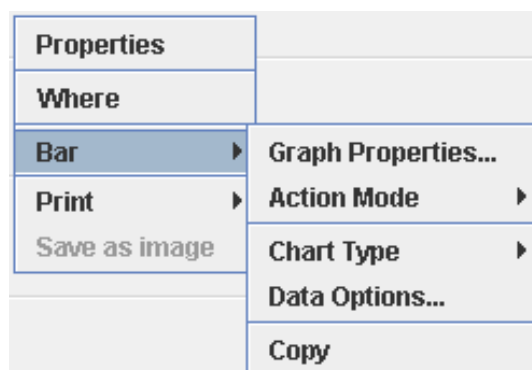 Properties
Where
Bar
Print
Save as image
Graph Properties...
Action Mode
Chart Type
Data Options...
Copy